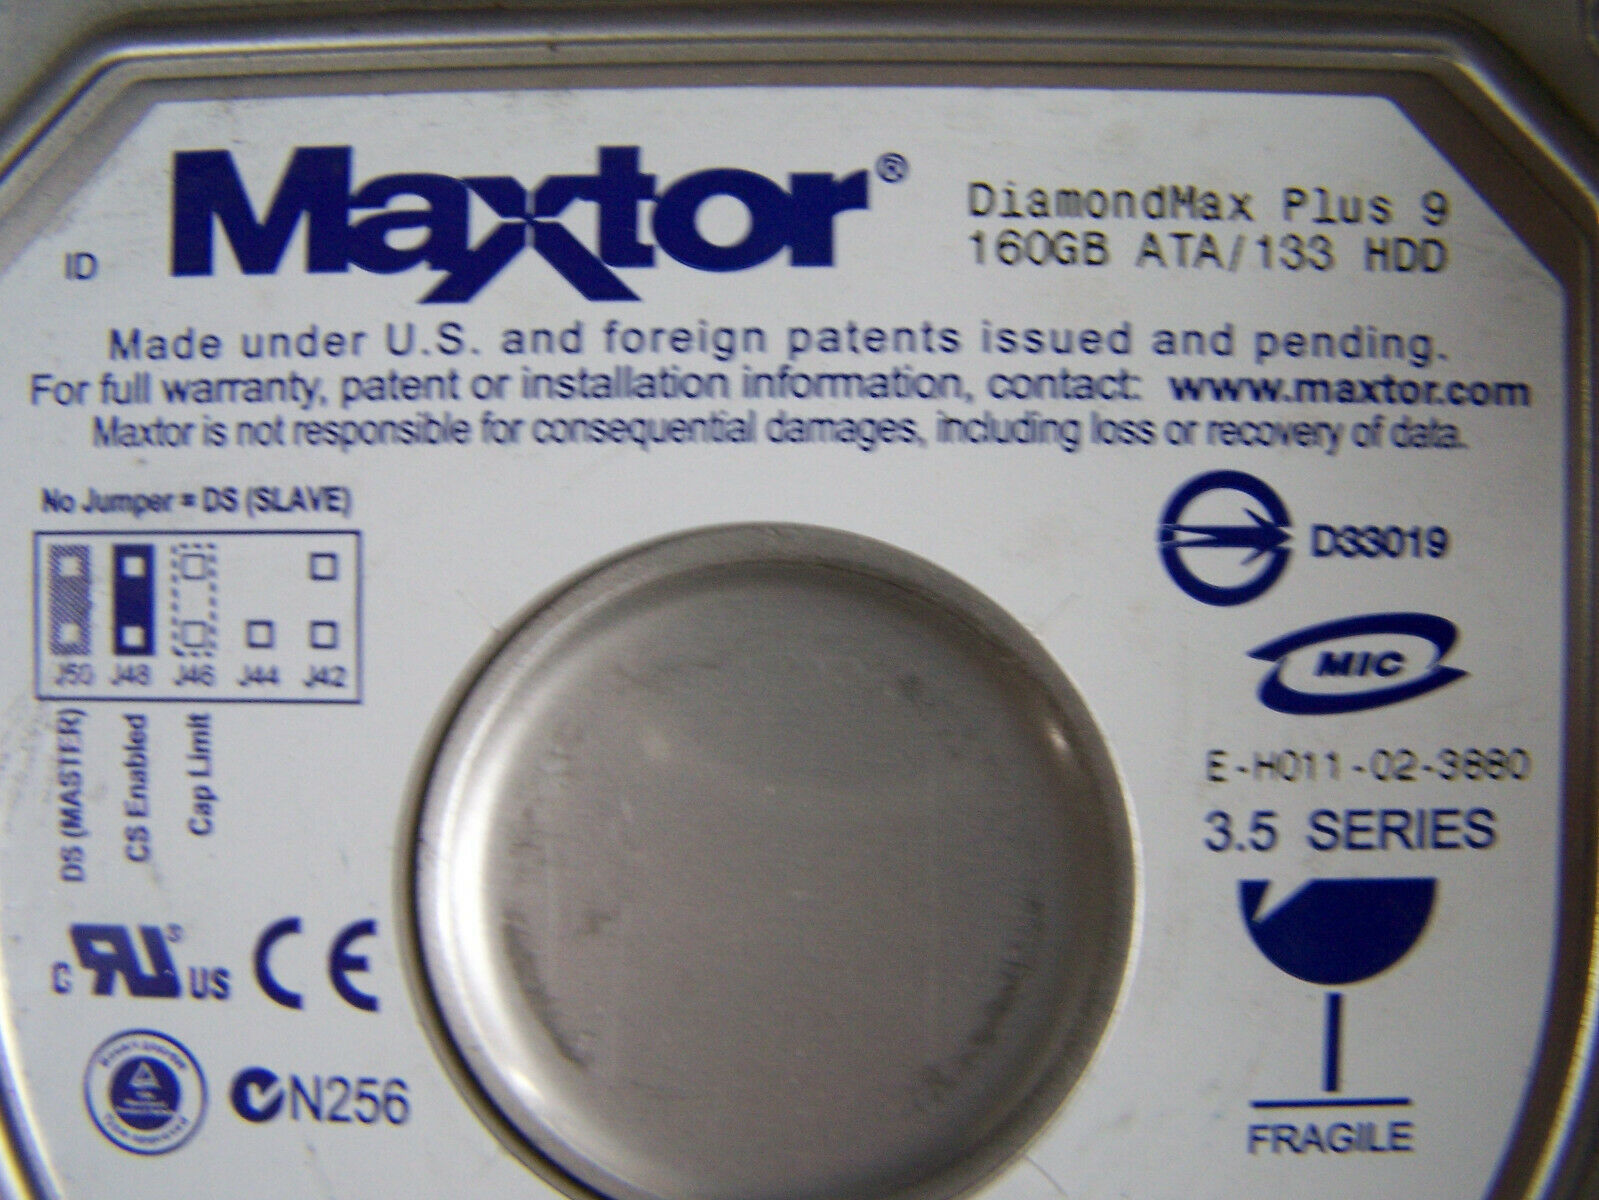 Maxtor®
DiamondMax Plus 9
160GB ATA/133 HDD
ID
Made under U.S. and foreign patents issued and pending.
For full warranty, patent or installation information, contact: www.maxtor.com
Maxtor is not responsible for consequential damages, including loss or recovery of data.
No Jumper = DS (SLAVE)
J50 J48 J46 J44 J42
DS (MASTER)
CS Enabled
Cap Limit
D33019
MIC
E-H011-02-3880
3.5 SERIES
C RU® US CE
N256
FRAGILE